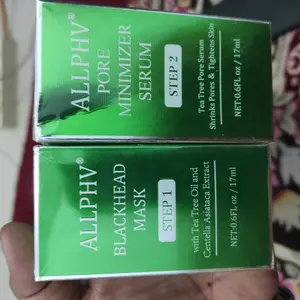 ALLPHV®
PORE
MINIMIZER
SERUM
STEP 2
Tea Tree Pore Serum
Shrinks Pores & Tightens Skin
NET:0.6Fl oz / 17ml
ALLPHV®
BLACKHEAD
MASK
STEP 1
with Tea Tree Oil and
Centella Asiataca Extract
NET:0.6FL oz / 17ml